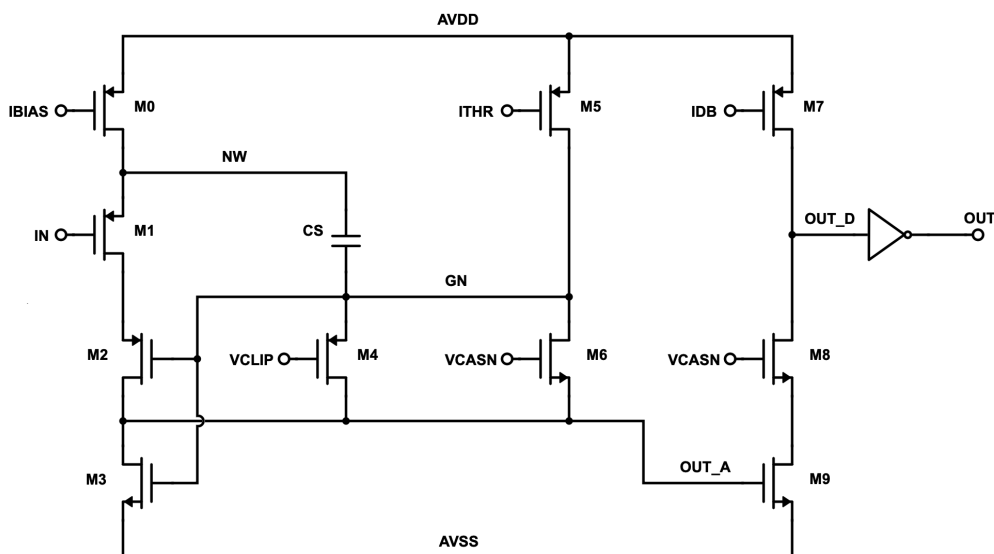 AVDD
IBIAS
M0
ITHR
M5
IDB
M7
NW
IN
M1
CS
OUT_D
OUT
GN
M2
VCLIP
M4
VCASN
M6
VCASN
M8
M3
OUT_A
M9
AVSS